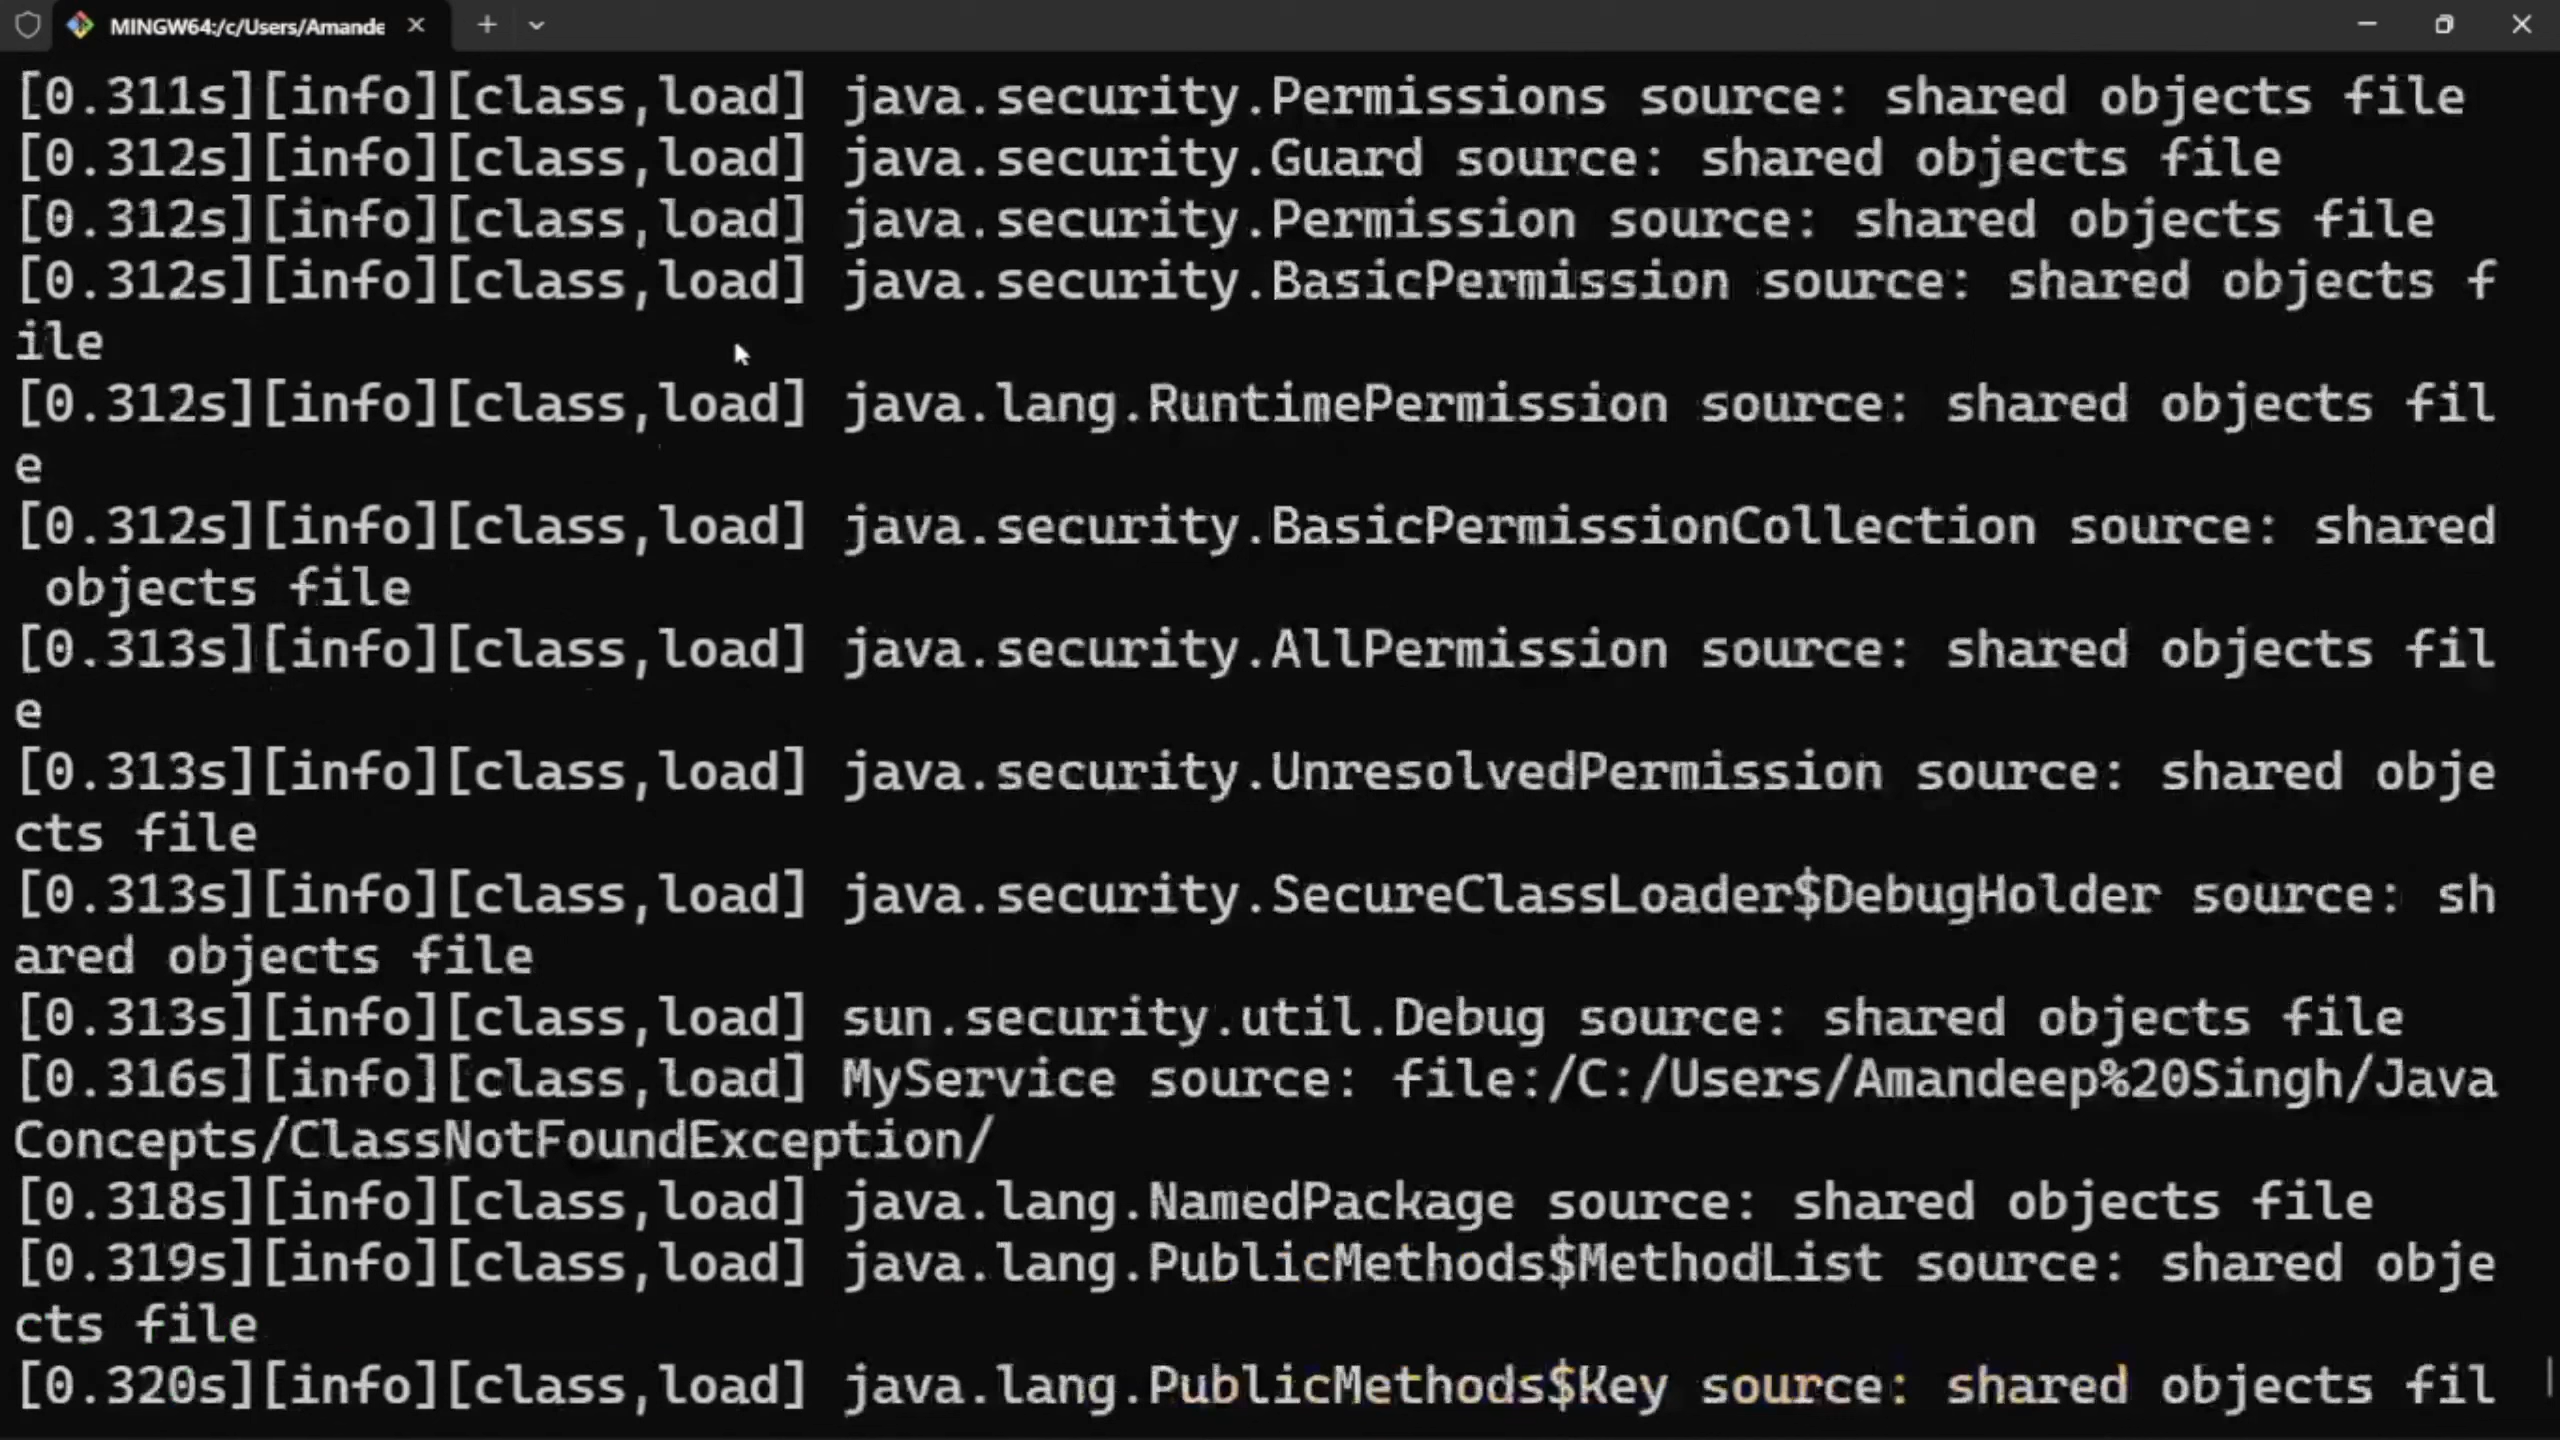 MINGW64:/c/Users/Amande
[0.311s][info][class,load] java.security.Permissions source: shared objects file
[0.312s][info][class,load] java.security.Guard source: shared objects file
[0.312s][info][class,load] java.security.Permission source: shared objects file
[0.312s][info][class,load] java.security.BasicPermission source: shared objects f
ile
[0.312s][info][class,load] java.lang.RuntimePermission source: shared objects fil
e
[0.312s][info][class,load] java.security.BasicPermissionCollection source: shared
 objects file
[0.313s][info][class,load] java.security.AllPermission source: shared objects fil
e
[0.313s][info][class,load] java.security.UnresolvedPermission source: shared obje
cts file
[0.313s][info][class,load] java.security.SecureClassLoader$DebugHolder source: sh
ared objects file
[0.313s][info][class,load] sun.security.util.Debug source: shared objects file
[0.316s][info][class,load] MyService source: file:/C:/Users/Amandeep%20Singh/Java
Concepts/ClassNotFoundException/
[0.318s][info][class,load] java.lang.NamedPackage source: shared objects file
[0.319s][info][class,load] java.lang.PublicMethods$MethodList source: shared obje
cts file
[0.320s][info][class,load] java.lang.PublicMethods$Key source: shared objects fil